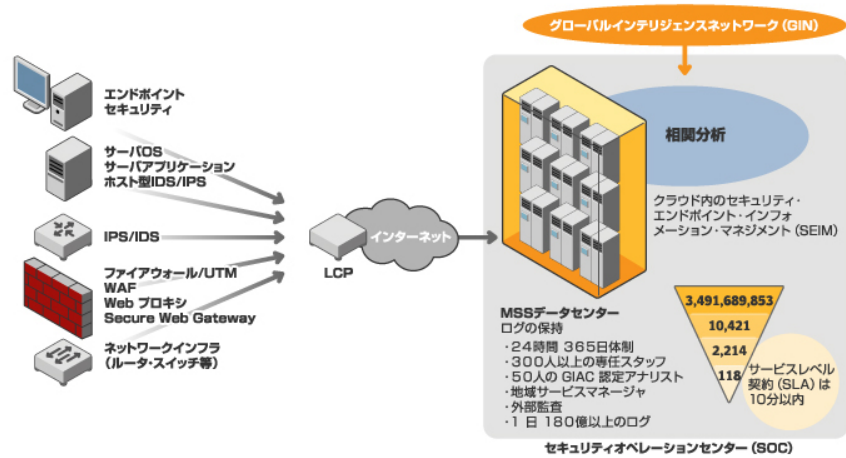 グローバルインテリジェンスネットワーク（GIN）
エンドポイント
セキュリティ
サーバOS
サーバアプリケーション
ホスト型IDS/IPS
IPS/IDS
ファイアウォール/UTM
WAF
Web プロキシ
Secure Web Gateway
ネットワークインフラ
（ルータ・スイッチ等）
LCP
インターネット
相関分析
クラウド内のセキュリティ・
エンドポイント・インフォ
メーション・マネジメント（SEIM）
MSSデータセンター
ログの保持
・24時間 365日体制
・300人以上の専任スタッフ
・50人の GIAC 認定アナリスト
・地域サービスマネージャ
・外部監査
・1 日 180億以上のログ
3,491,689,853
10,421
2,214
118
サービスレベル
契約（SLA）は
10分以内
セキュリティオペレーションセンター（SOC）